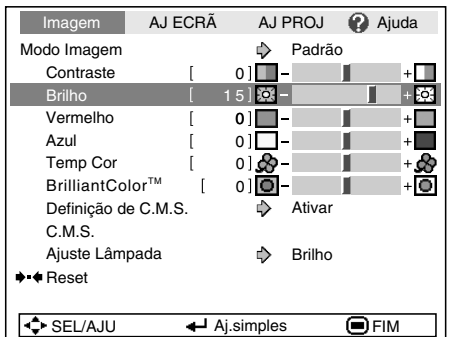 Imagem AJ ECRÃ AJ PROJ ? Ajuda
Modo Imagem Padrão
Contraste [ 0 ] - +
Brilho [ 15 ] - +
Vermelho [ 0 ] - +
Azul [ 0 ] - +
Temp Cor [ 0 ] - +
BrilliantColor™ [ 0 ] - +
Definição de C.M.S. Ativar
C.M.S.
Ajuste Lâmpada Brilho
Reset
SEL/AJU Aj.simples FIM